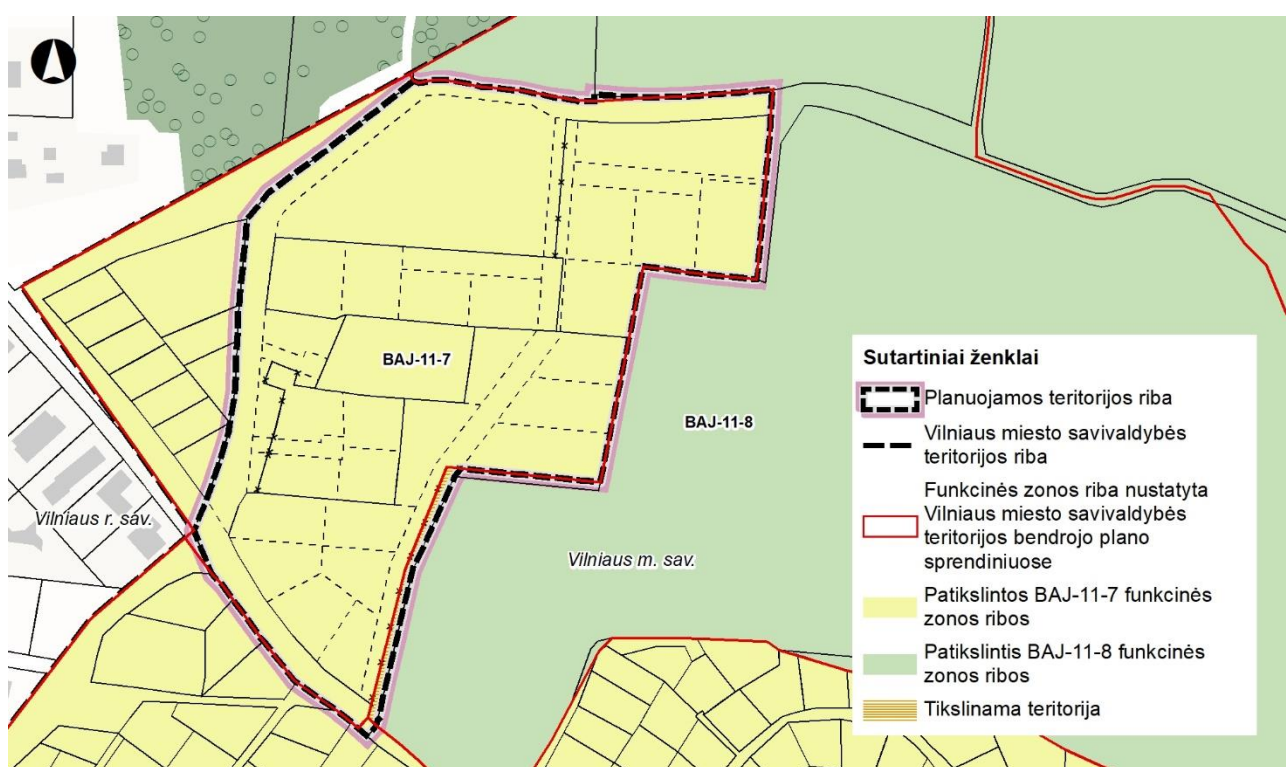 BAJ-11-7
BAJ-11-8
Vilniaus r. sav.
Vilniaus m. sav.
Sutartiniai ženklai
Planuojamos teritorijos riba
Vilniaus miesto savivaldybės
teritorijos riba
Funkcinės zonos riba nustatyta
Vilniaus miesto savivaldybės
teritorijos bendrojo plano
sprendiniuose
Patikslintos BAJ-11-7 funkcinės
zonos ribos
Patikslintis BAJ-11-8 funkcinės
zonos ribos
Tikslinama teritorija